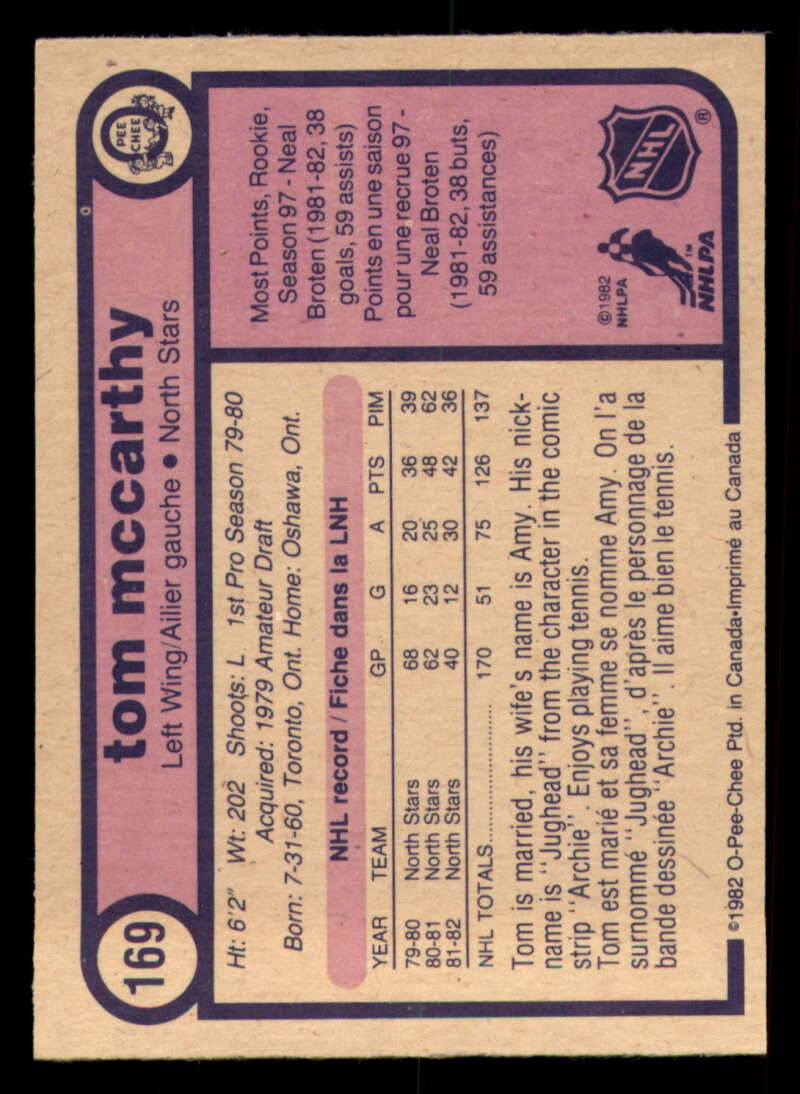 169
tom mccarthy
Left Wing/Ailier gauche • North Stars
O
PEE
CHEE
Ht: 6'2" Wt: 202 Shoots: L 1st Pro Season 79-80
Acquired: 1979 Amateur Draft
Born: 7-31-60, Toronto, Ont. Home: Oshawa, Ont.
NHL record / Fiche dans la LNH
YEAR TEAM GP G A PTS PIM
79-80 North Stars 68 16 20 36 39
80-81 North Stars 62 23 25 48 62
81-82 North Stars 40 12 30 42 36
NHL TOTALS.................... 170 51 75 126 137
Tom is married, his wife's name is Amy. His nick-
name is "Jughead" from the character in the comic
strip "Archie". Enjoys playing tennis.
Tom est marié et sa femme se nomme Amy. On l'a
surnommé "Jughead", d'après le personnage de la
bande dessinée "Archie". Il aime bien le tennis.
Most Points, Rookie,
Season 97 - Neal
Broten (1981-82, 38
goals, 59 assists)
Points en une saison
pour une recrue 97 -
Neal Broten
(1981-82, 38 buts,
59 assistances)
©1982
NHLPA
NHL
®
™
NHLPA
©1982 O-Pee-Chee Ptd. in Canada•Imprimé au Canada